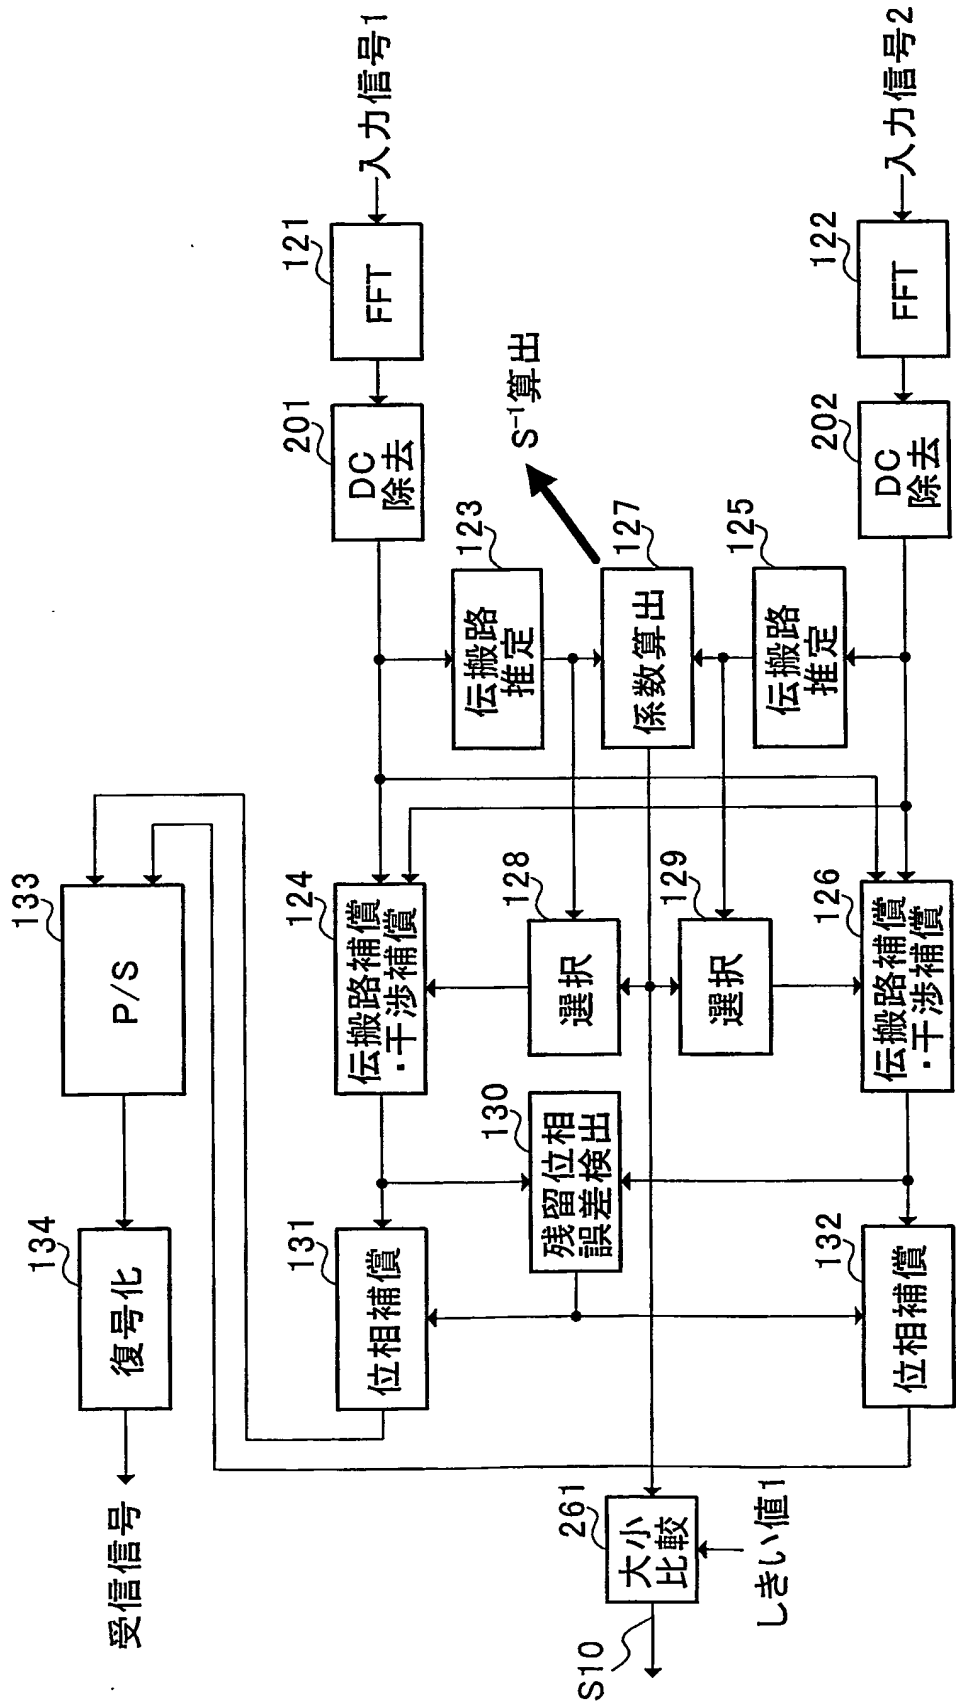 入力信号1
121
FFT
201
DC
除去
123
伝搬路
推定
S⁻¹算出
127
係数算出
125
伝搬路
推定
入力信号2
122
FFT
202
DC
除去
124
伝搬路補償
・干渉補償
128
選択
129
選択
126
伝搬路補償
・干渉補償
133
P/S
134
復号化
受信信号
131
位相補償
130
残留位相
誤差検出
132
位相補償
261
大小
比較
しきい値1
S10